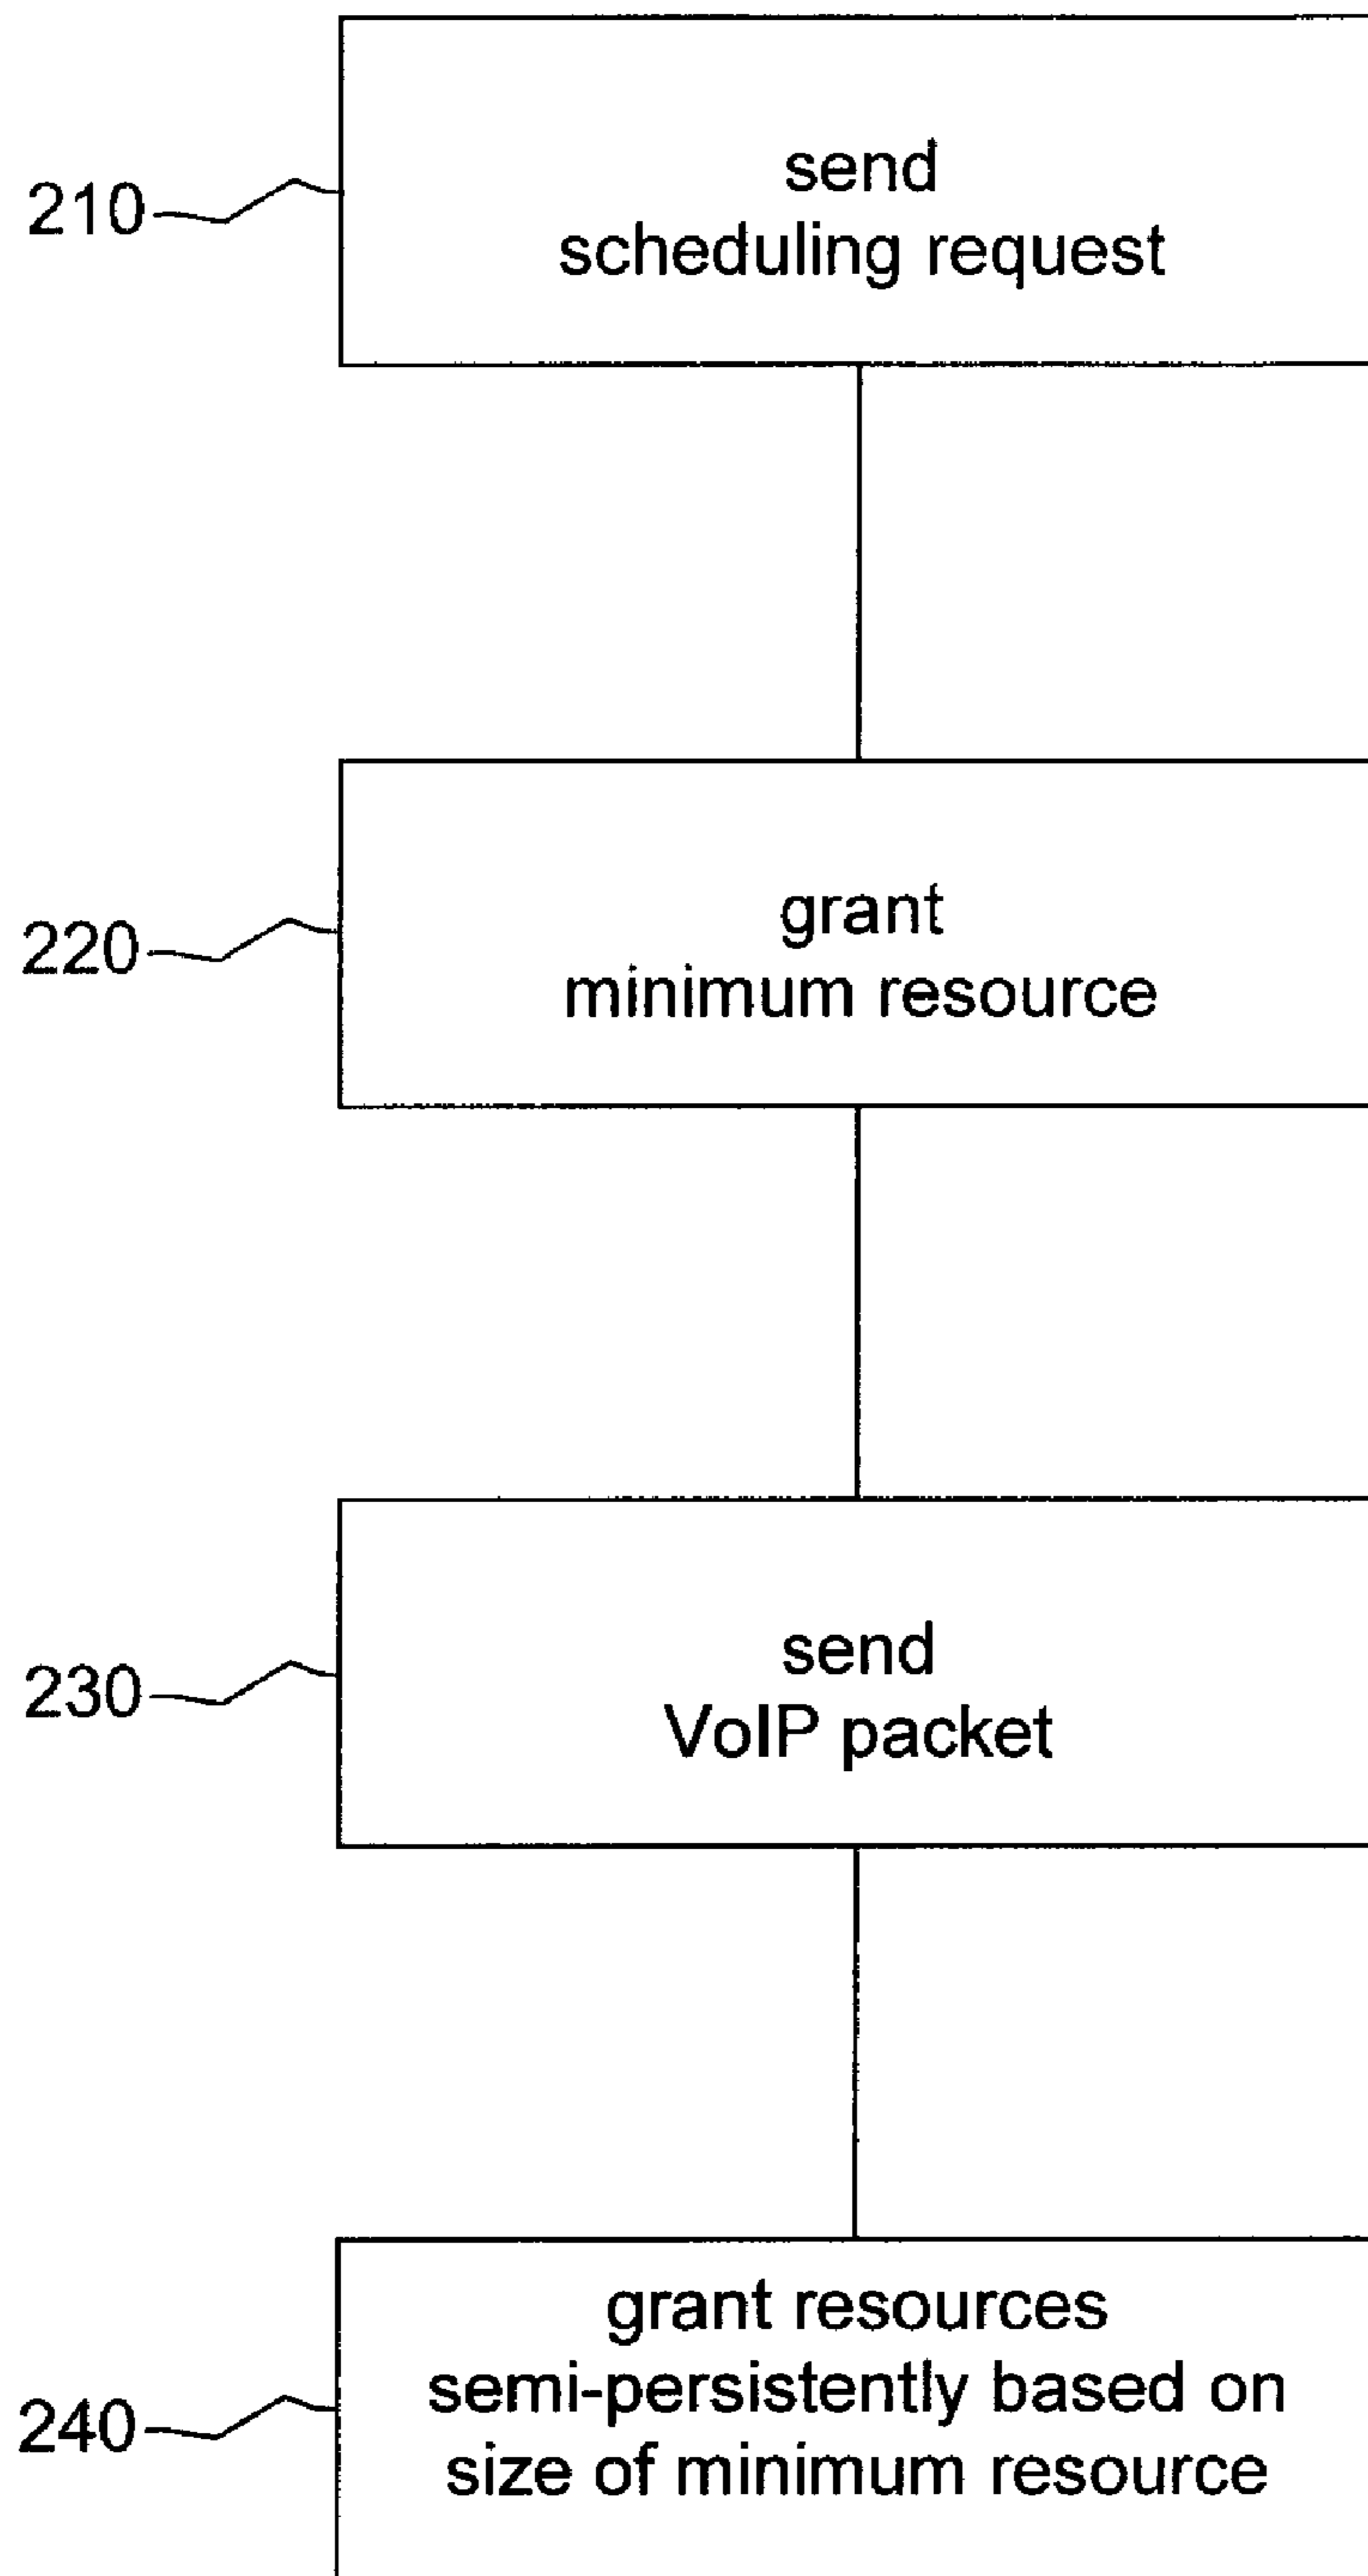 210
send
scheduling request
220
grant
minimum resource
230
send
VoIP packet
240
grant resources
semi-persistently based on
size of minimum resource